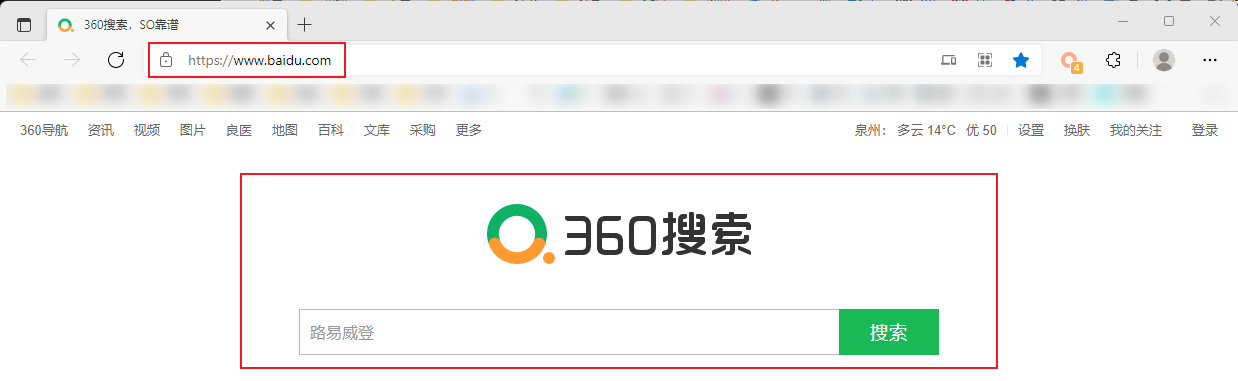 360搜索，SO靠谱
https://www.baidu.com
4
360导航 资讯 视频 图片 良医 地图 百科 文库 采购 更多 泉州： 多云 14°C 优 50 设置 换肤 我的关注 登录
360搜索
路易威登 搜索